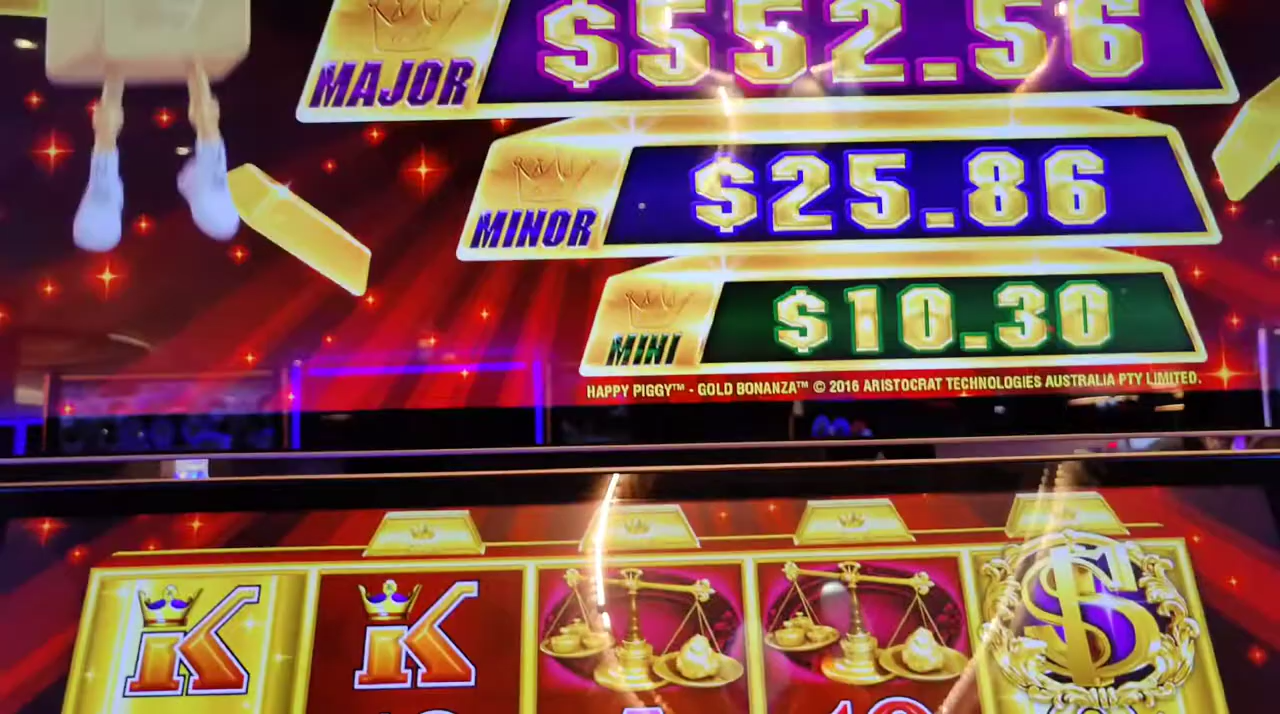 $552.56
MAJOR
$25.86
MINOR
$10.30
MINI
HAPPY PIGGY™ - GOLD BONANZA™ © 2016 ARISTOCRAT TECHNOLOGIES AUSTRALIA PTY LIMITED.
K K $